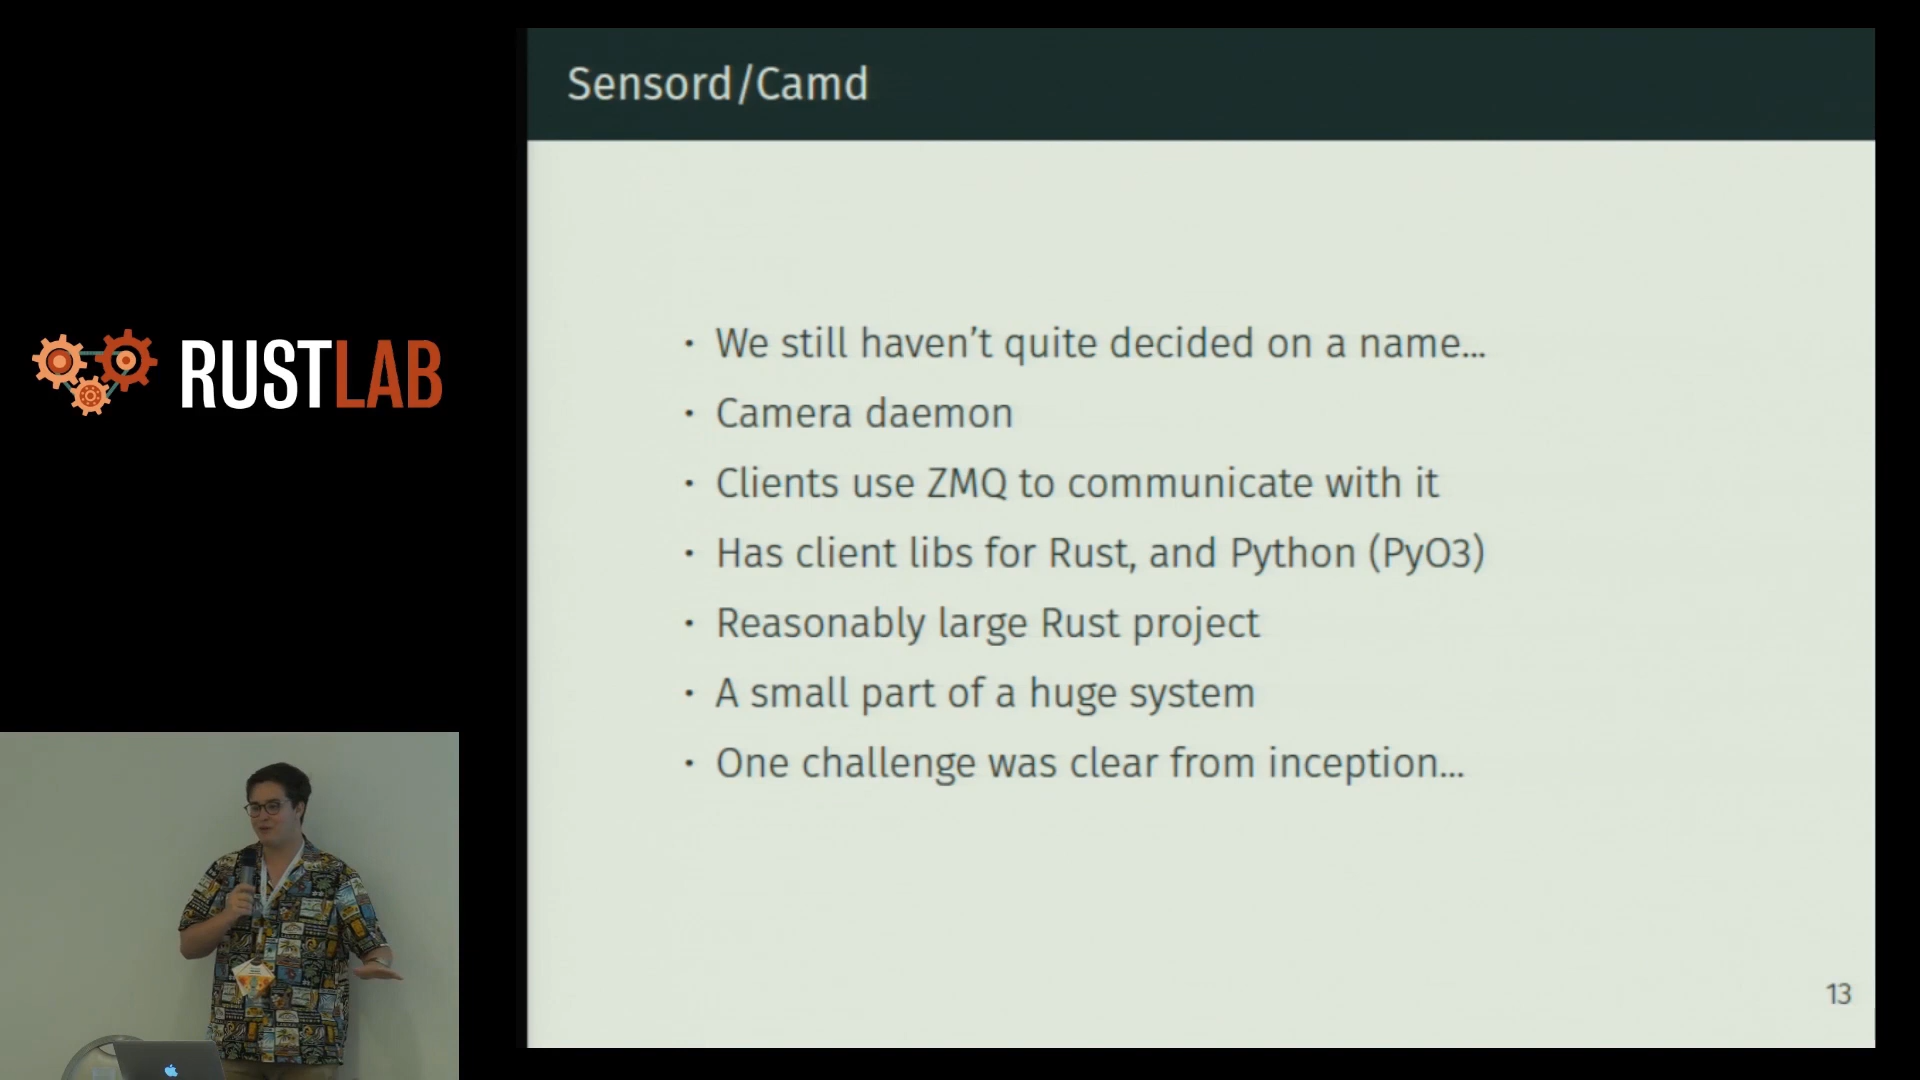 Sensord/Camd
RUSTLAB
• We still haven’t quite decided on a name...
• Camera daemon
• Clients use ZMQ to communicate with it
• Has client libs for Rust, and Python (PyO3)
• Reasonably large Rust project
• A small part of a huge system
• One challenge was clear from inception...
13